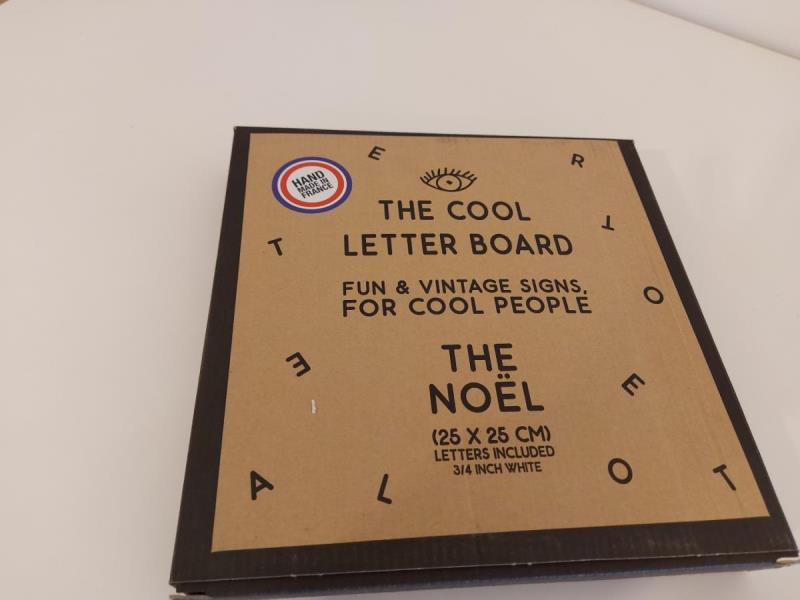 HAND
MADE IN
FRANCE
E
R
THE COOL
T
Y
LETTER BOARD
FUN & VINTAGE SIGNS,
FOR COOL PEOPLE
O
THE
E
E
NOËL
(25 X 25 CM)
LETTERS INCLUDED
3/4 INCH WHITE
A
L
O
T